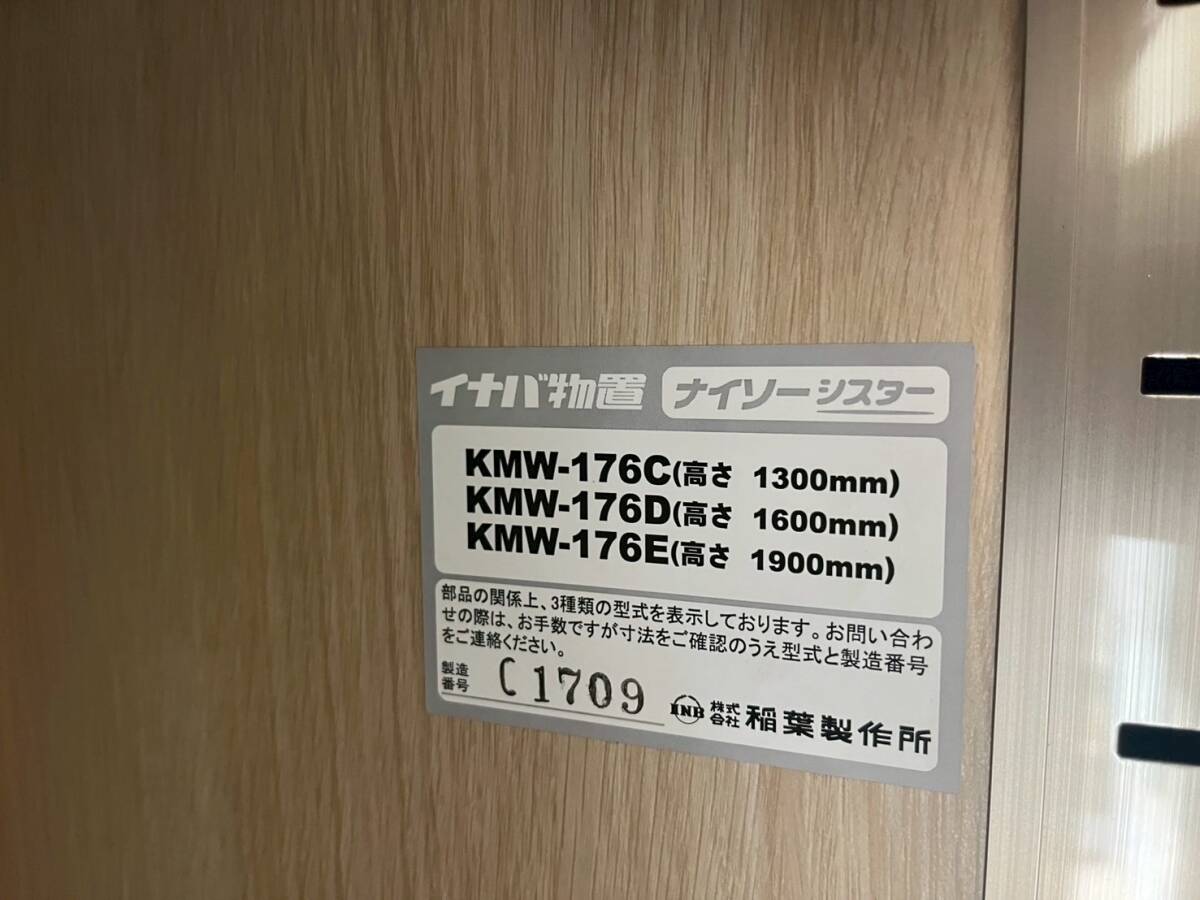 イナバ物置 ナイソーシスター
KMW-176C(高さ 1300mm)
KMW-176D(高さ 1600mm)
KMW-176E(高さ 1900mm)
部品の関係上、3種類の型式を表示しております。お問い合わ
せの際は、お手数ですが寸法をご確認のうえ型式と製造番号
をご連絡ください。
製造
番号 C1709
INB 株式会社 稲葉製作所